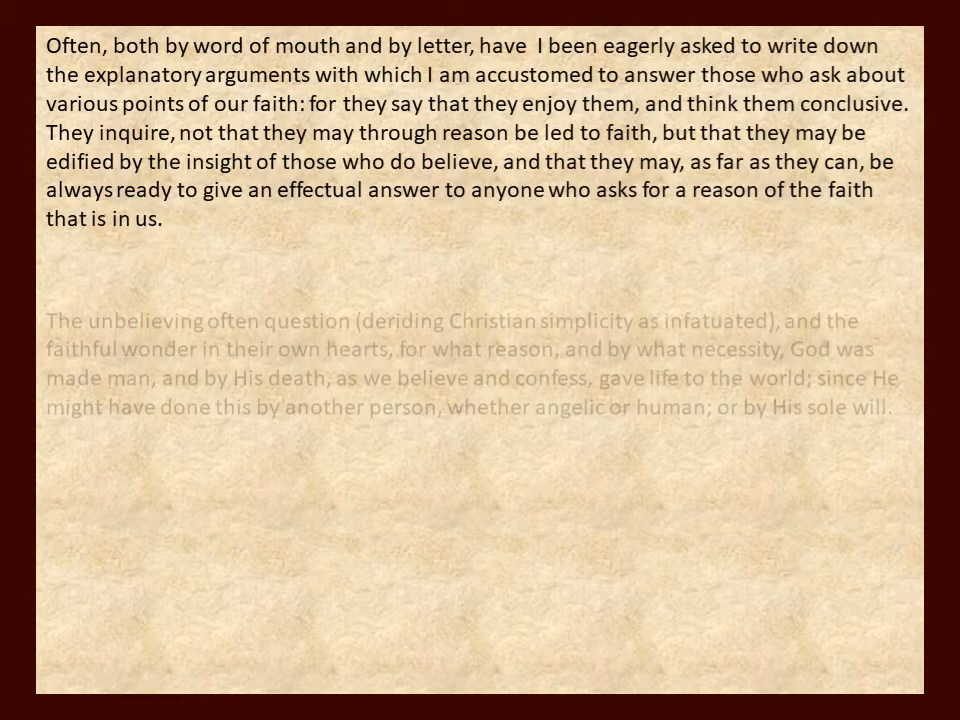 Often, both by word of mouth and by letter, have I been eagerly asked to write down
the explanatory arguments with which I am accustomed to answer those who ask about
various points of our faith: for they say that they enjoy them, and think them conclusive.
They inquire, not that they may through reason be led to faith, but that they may be
edified by the insight of those who do believe, and that they may, as far as they can, be
always ready to give an effectual answer to anyone who asks for a reason of the faith
that is in us.
The unbelieving often question (deriding Christian simplicity as infatuated), and the
faithful wonder in their own hearts, for what reason, and by what necessity, God was
made man, and by His death, as we believe and confess, gave life to the world; since He
might have done this by another person, whether angelic or human; or by His sole will.